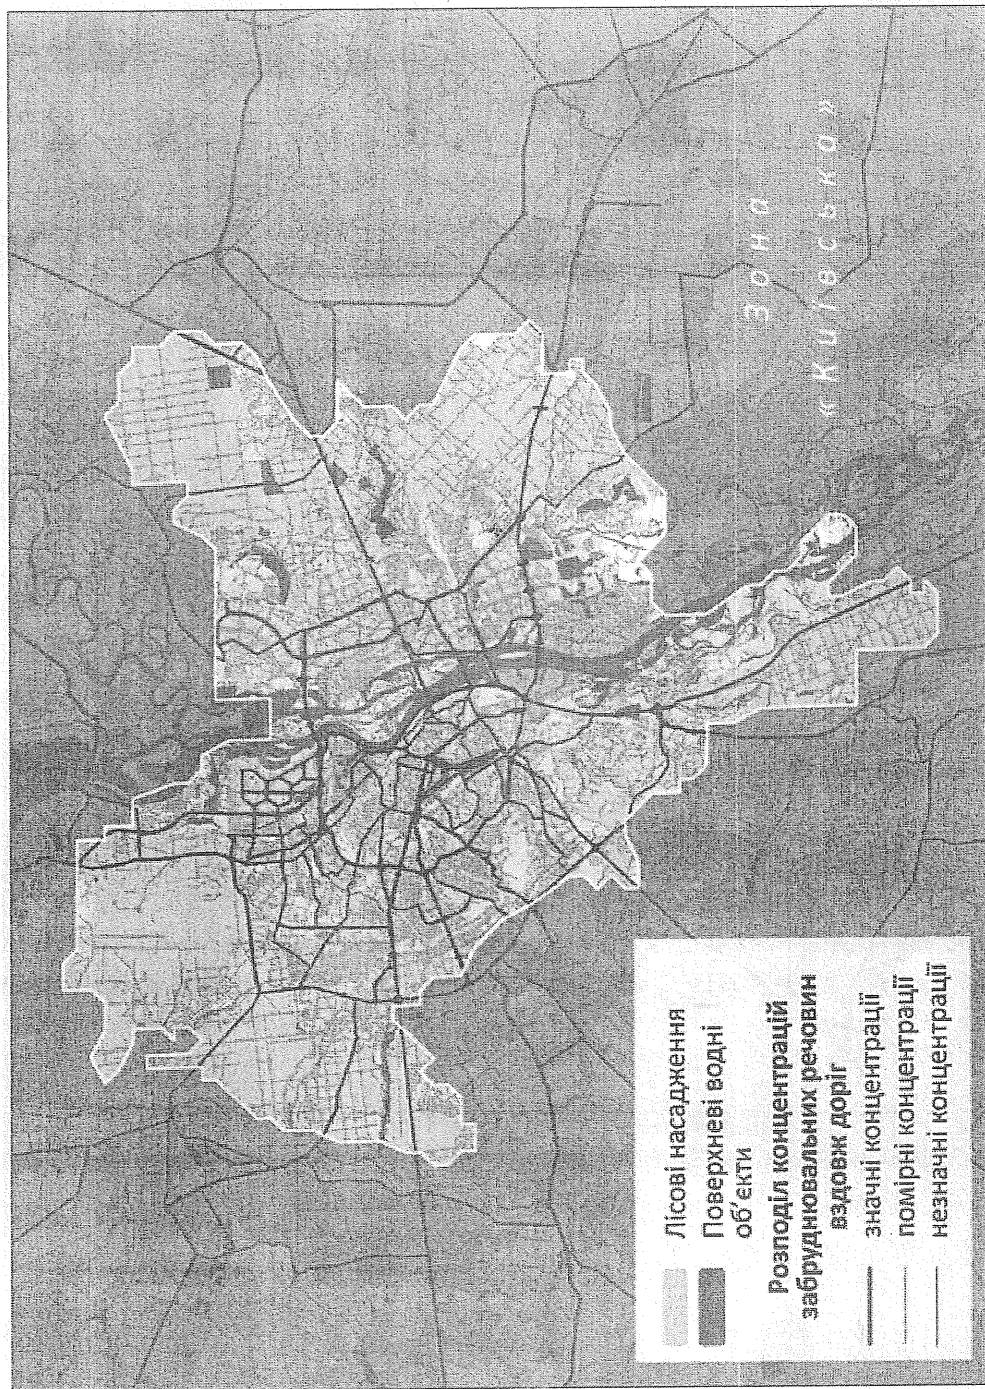 Зона
«Київська»
Лісові насадження
Поверхневі водні
об'єкти
Розподіл концентрацій
забруднювальних речовин
вздовж доріг
значні концентрації
помірні концентрації
незначні концентрації